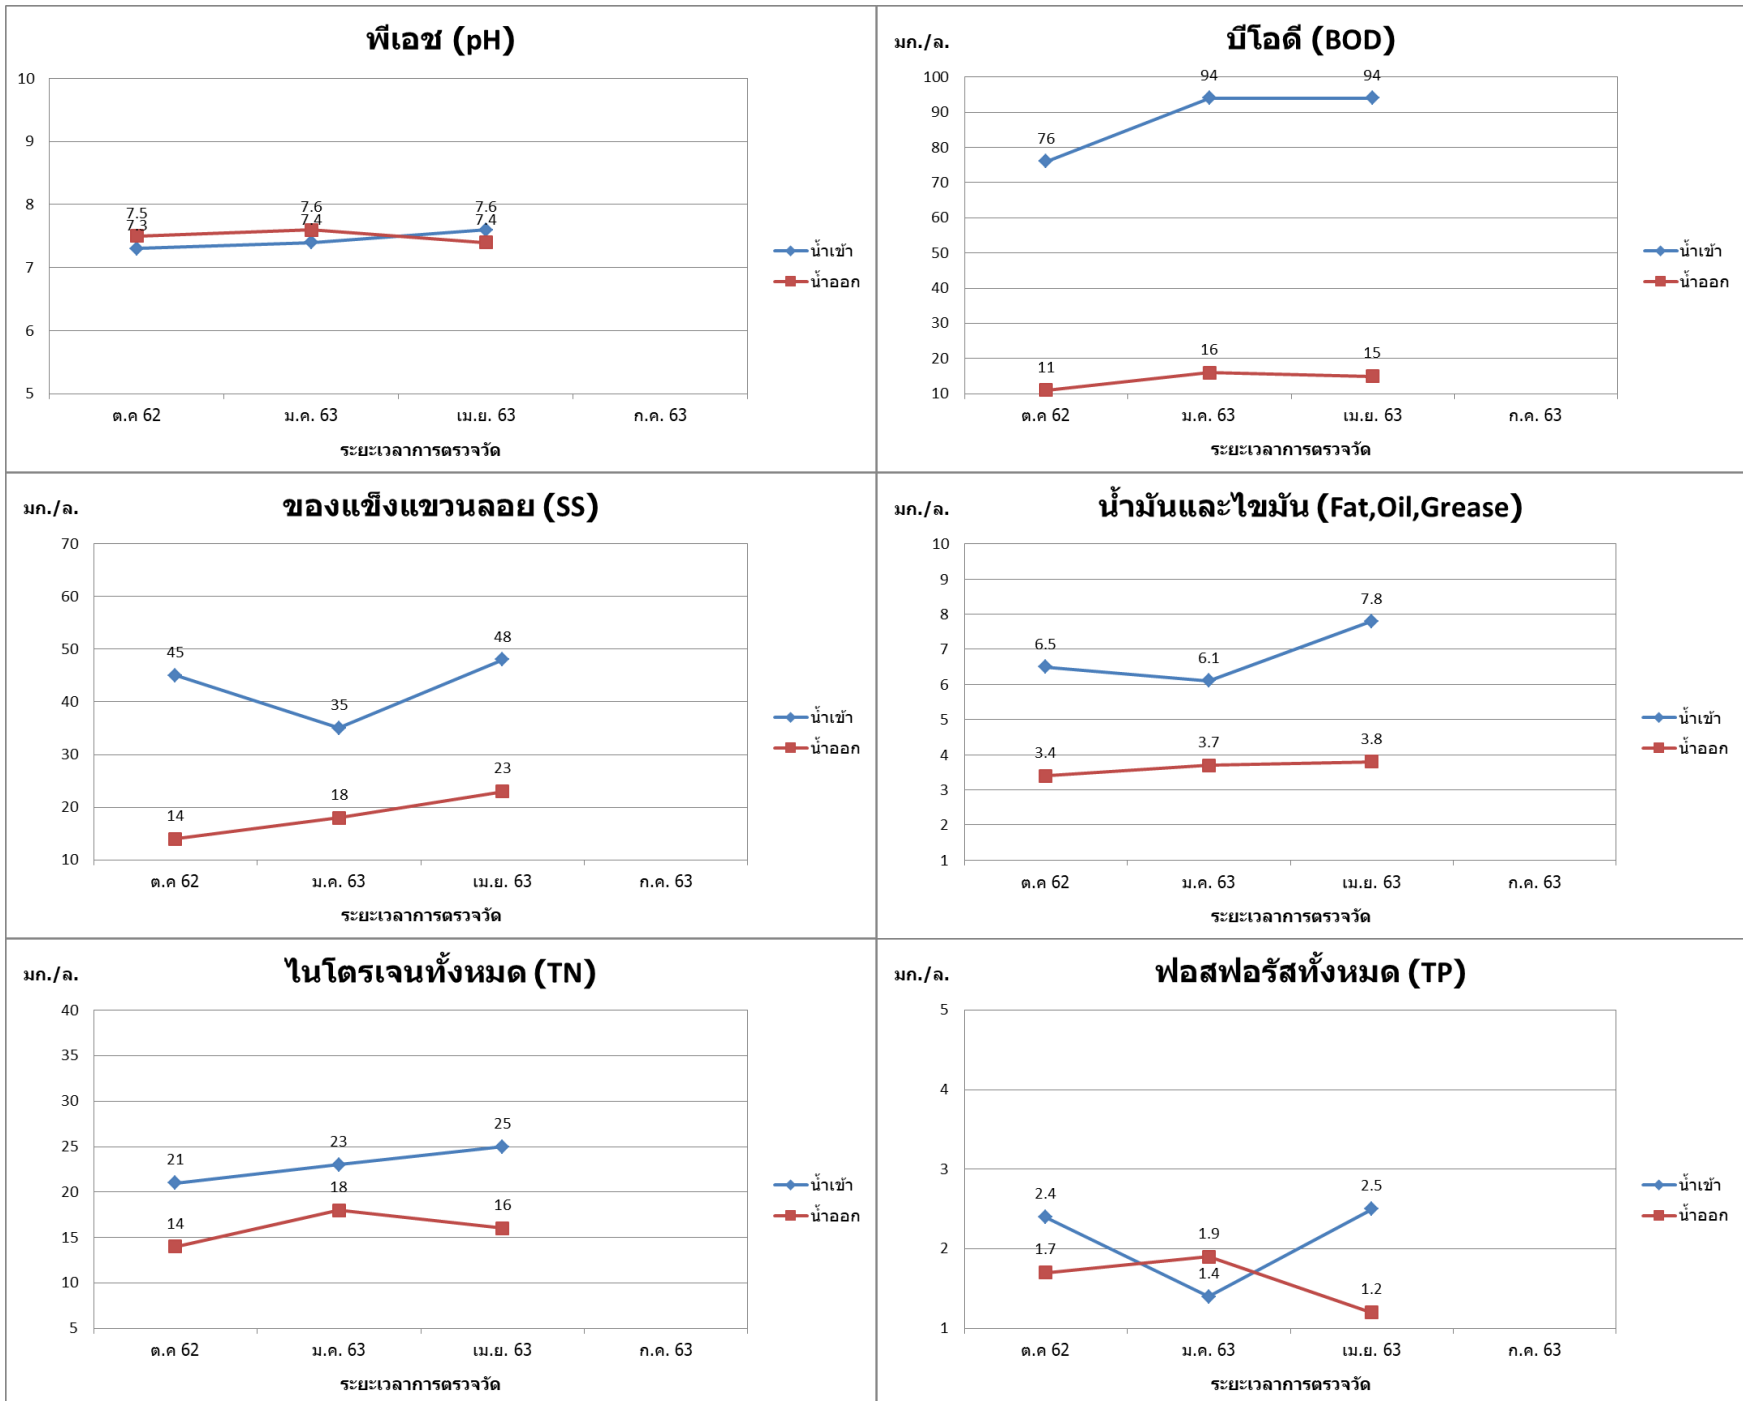 พีเอช (pH)
10
9
8
7
6
5
7.5
7.3
7.6
7.4
7.6
7.4
ต.ค 62
ม.ค. 63
เม.ย. 63
ก.ค. 63
ระยะเวลาการตรวจวัด
น้ำเข้า
น้ำออก
มก./ล.
บีโอดี (BOD)
100
90
80
70
60
50
40
30
20
10
76
94
94
11
16
15
ต.ค 62
ม.ค. 63
เม.ย. 63
ก.ค. 63
ระยะเวลาการตรวจวัด
น้ำเข้า
น้ำออก
มก./ล.
ของแข็งแขวนลอย (SS)
70
60
50
40
30
20
10
45
35
48
14
18
23
ต.ค 62
ม.ค. 63
เม.ย. 63
ก.ค. 63
ระยะเวลาการตรวจวัด
น้ำเข้า
น้ำออก
มก./ล.
น้ำมันและไขมัน (Fat,Oil,Grease)
10
9
8
7
6
5
4
3
2
1
6.5
6.1
7.8
3.4
3.7
3.8
ต.ค 62
ม.ค. 63
เม.ย. 63
ก.ค. 63
ระยะเวลาการตรวจวัด
น้ำเข้า
น้ำออก
มก./ล.
ไนโตรเจนทั้งหมด (TN)
40
35
30
25
20
15
10
5
21
23
25
14
18
16
ต.ค 62
ม.ค. 63
เม.ย. 63
ก.ค. 63
ระยะเวลาการตรวจวัด
น้ำเข้า
น้ำออก
มก./ล.
ฟอสฟอรัสทั้งหมด (TP)
5
4
3
2
1
2.4
1.4
2.5
1.7
1.9
1.2
ต.ค 62
ม.ค. 63
เม.ย. 63
ก.ค. 63
ระยะเวลาการตรวจวัด
น้ำเข้า
น้ำออก